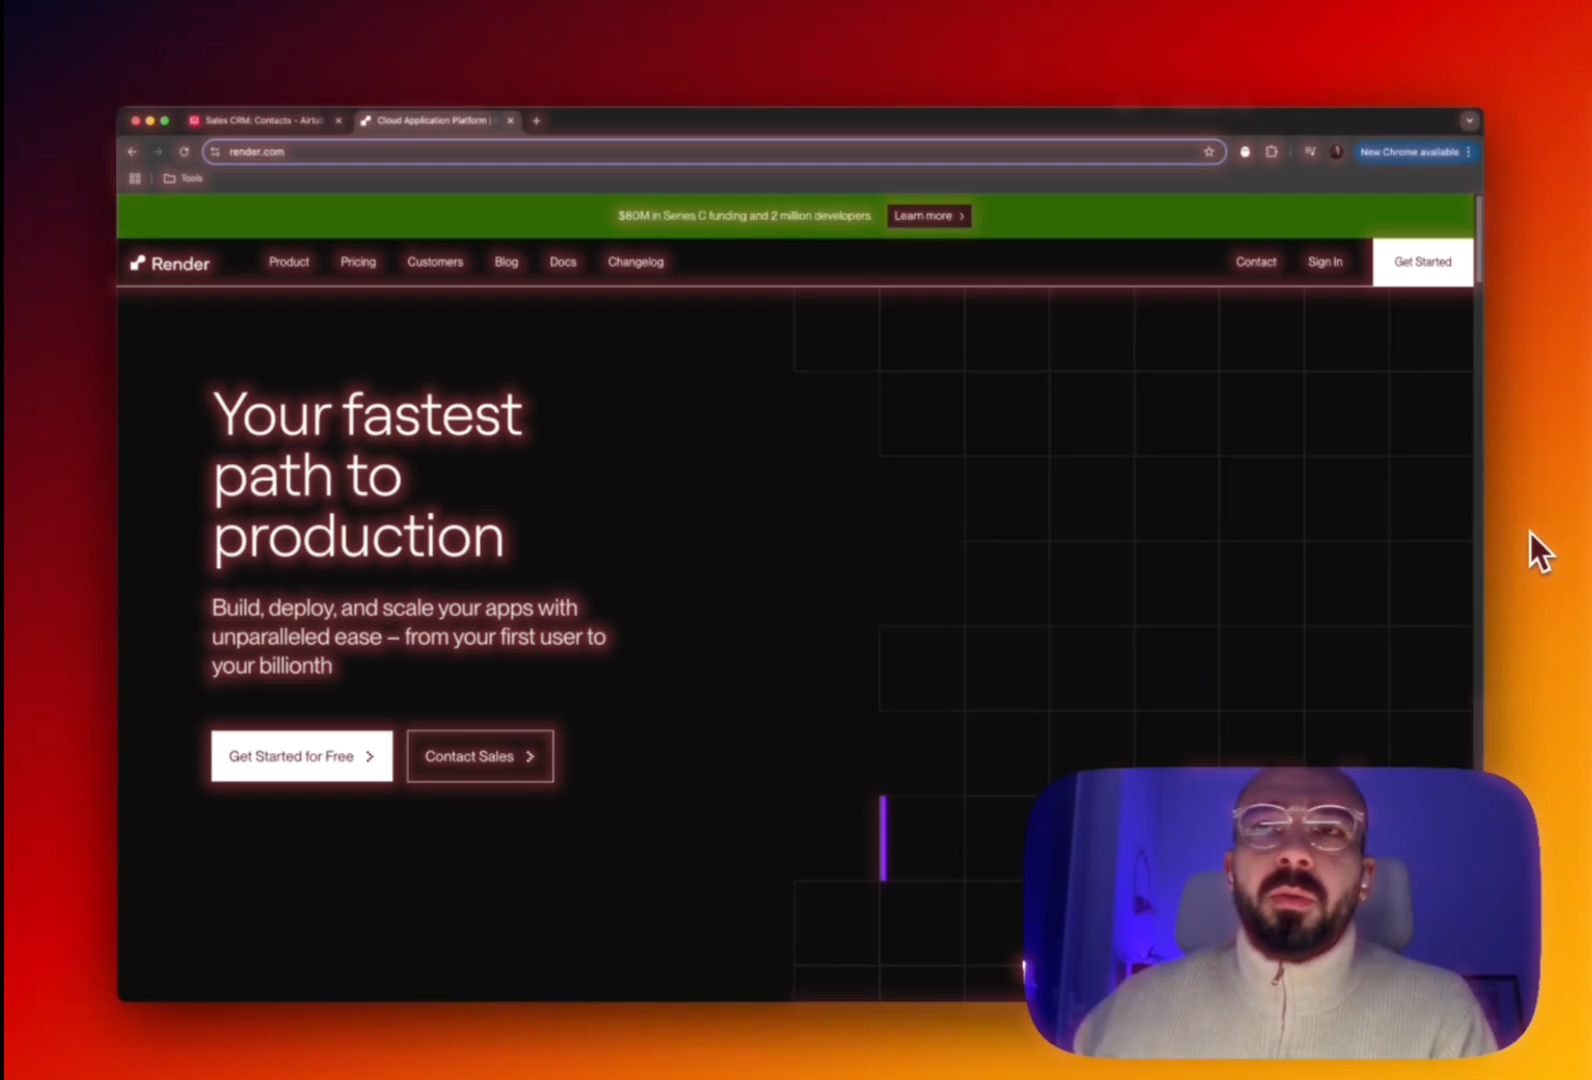 Sales CRM: Contacts - Airta
Cloud Application Platform |
render.com
New Chrome available
Tools
$80M in Series C funding and 2 million developers.
Learn more
Render
Product
Pricing
Customers
Blog
Docs
Changelog
Contact
Sign In
Get Started
Your fastest
path to
production
Build, deploy, and scale your apps with
unparalleled ease – from your first user to
your billionth
Get Started for Free
Contact Sales